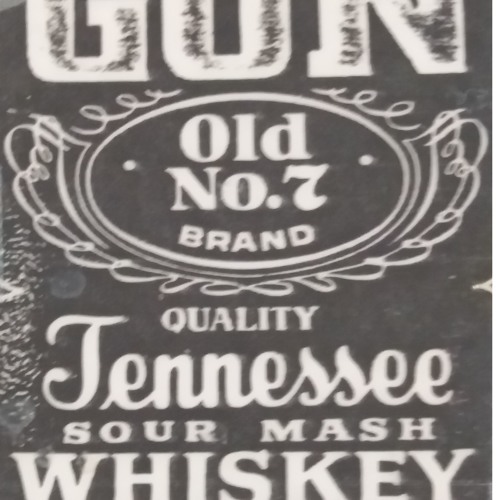 GUN
Old
No.7
BRAND
QUALITY
Tennessee
SOUR MASH
WHISKEY